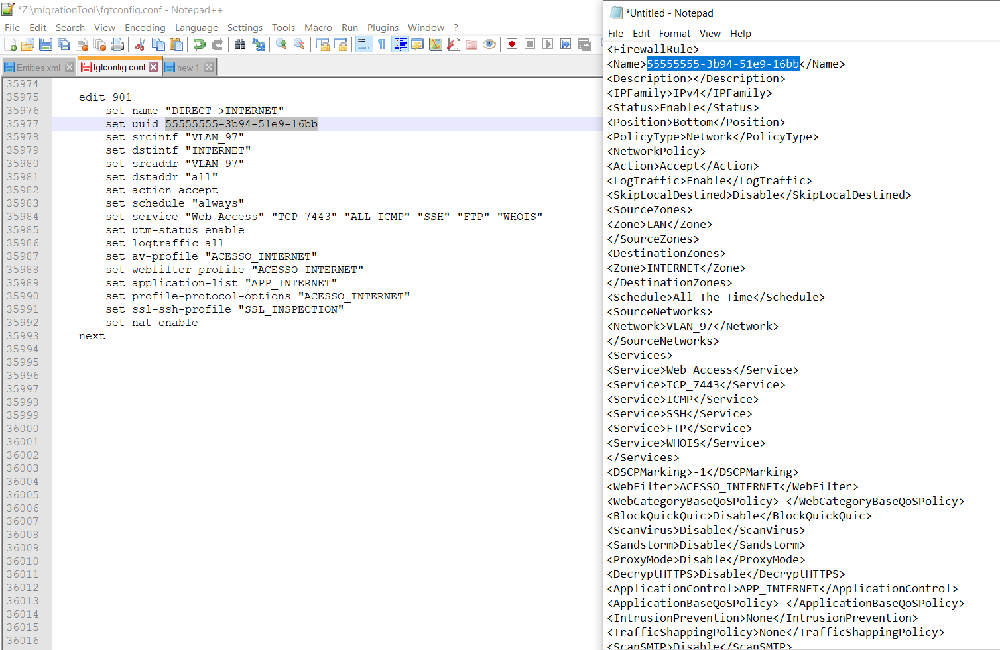 *Z:\migrationTool\fgtconfig.conf - Notepad++
File Edit Search View Encoding Language Settings Tools Macro Run Plugins Window ?
Entities.xml fgtconfig.conf new 1
35974
35975 edit 901
35976 set name "DIRECT->INTERNET"
35977 set uuid 55555555-3b94-51e9-16bb
35978 set srcintf "VLAN_97"
35979 set dstintf "INTERNET"
35980 set srcaddr "VLAN_97"
35981 set dstaddr "all"
35982 set action accept
35983 set schedule "always"
35984 set service "Web Access" "TCP_7443" "ALL_ICMP" "SSH" "FTP" "WHOIS"
35985 set utm-status enable
35986 set logtraffic all
35987 set av-profile "ACESSO_INTERNET"
35988 set webfilter-profile "ACESSO_INTERNET"
35989 set application-list "APP_INTERNET"
35990 set profile-protocol-options "ACESSO_INTERNET"
35991 set ssl-ssh-profile "SSL_INSPECTION"
35992 set nat enable
35993 next
35994
35995
35996
35997
35998
35999
36000
36001
36002
36003
36004
36005
36006
36007
36008
36009
36010
36011
36012
36013
36014
36015
36016
*Untitled - Notepad
File Edit Format View Help
<FirewallRule>
<Name>55555555-3b94-51e9-16bb</Name>
<Description></Description>
<IPFamily>IPv4</IPFamily>
<Status>Enable</Status>
<Position>Bottom</Position>
<PolicyType>Network</PolicyType>
<NetworkPolicy>
<Action>Accept</Action>
<LogTraffic>Enable</LogTraffic>
<SkipLocalDestined>Disable</SkipLocalDestined>
<SourceZones>
<Zone>LAN</Zone>
</SourceZones>
<DestinationZones>
<Zone>INTERNET</Zone>
</DestinationZones>
<Schedule>All The Time</Schedule>
<SourceNetworks>
<Network>VLAN_97</Network>
</SourceNetworks>
<Services>
<Service>Web Access</Service>
<Service>TCP_7443</Service>
<Service>ICMP</Service>
<Service>SSH</Service>
<Service>FTP</Service>
<Service>WHOIS</Service>
</Services>
<DSCPMarking>-1</DSCPMarking>
<WebFilter>ACESSO_INTERNET</WebFilter>
<WebCategoryBaseQoSPolicy> </WebCategoryBaseQoSPolicy>
<BlockQuickQuic>Disable</BlockQuickQuic>
<ScanVirus>Disable</ScanVirus>
<Sandstorm>Disable</Sandstorm>
<ProxyMode>Disable</ProxyMode>
<DecryptHTTPS>Disable</DecryptHTTPS>
<ApplicationControl>APP_INTERNET</ApplicationControl>
<ApplicationBaseQoSPolicy> </ApplicationBaseQoSPolicy>
<IntrusionPrevention>None</IntrusionPrevention>
<TrafficShappingPolicy>None</TrafficShappingPolicy>
<ScanSMTP>Disable</ScanSMTP>